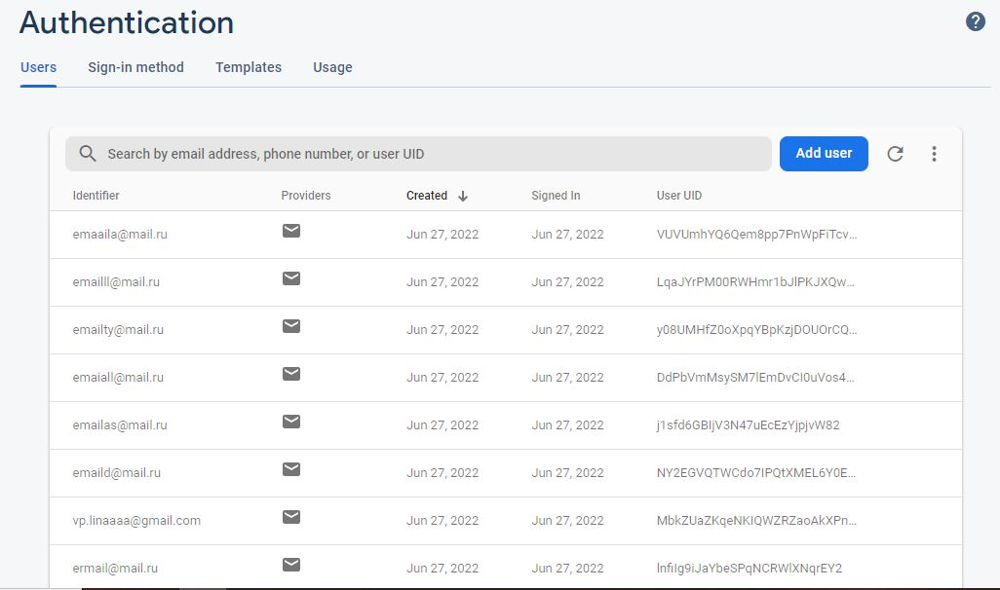 Authentication
Users Sign-in method Templates Usage
Search by email address, phone number, or user UID Add user
Identifier Providers Created Signed In User UID
emaaila@mail.ru Jun 27, 2022 Jun 27, 2022 VUVUmhYQ6Qem8pp7PnWpFiTcv...
emailll@mail.ru Jun 27, 2022 Jun 27, 2022 LqaJYrPM00RWHmr1bJlPKJXQw...
emailty@mail.ru Jun 27, 2022 Jun 27, 2022 y08UMHfZ0oXpqYBpKzjDOUOrCQ...
emaiall@mail.ru Jun 27, 2022 Jun 27, 2022 DdPbVmMsySM7lEmDvCI0uVos4...
emailas@mail.ru Jun 27, 2022 Jun 27, 2022 j1sfd6GBIjV3N47uEcEzYjpjvW82
emaild@mail.ru Jun 27, 2022 Jun 27, 2022 NY2EGVQTWCdo7IPQtXMEL6Y0E...
vp.linaaaa@gmail.com Jun 27, 2022 Jun 27, 2022 MbkZUaZKqeNKIQWZRZaoAkXPn...
ermail@mail.ru Jun 27, 2022 Jun 27, 2022 lnfiIg9iJaYbeSPqNCRWlXNqrEY2